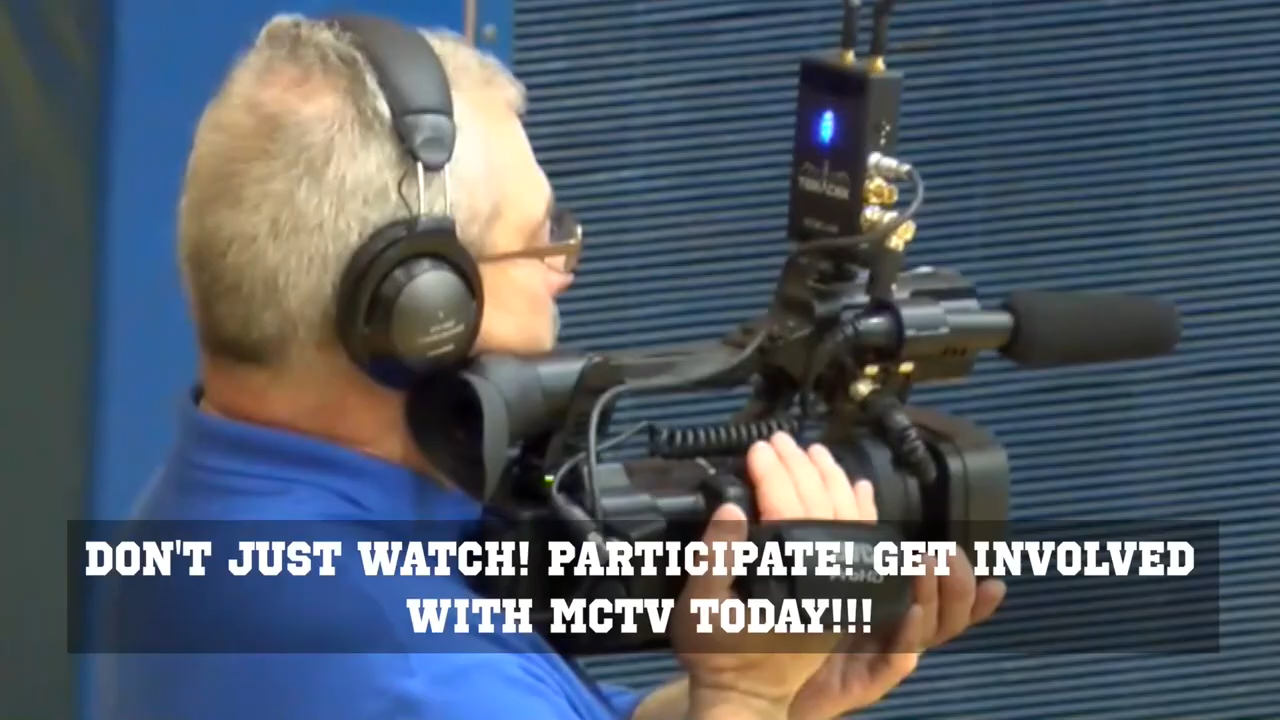 DON'T JUST WATCH! PARTICIPATE! GET INVOLVED
WITH MCTV TODAY!!!